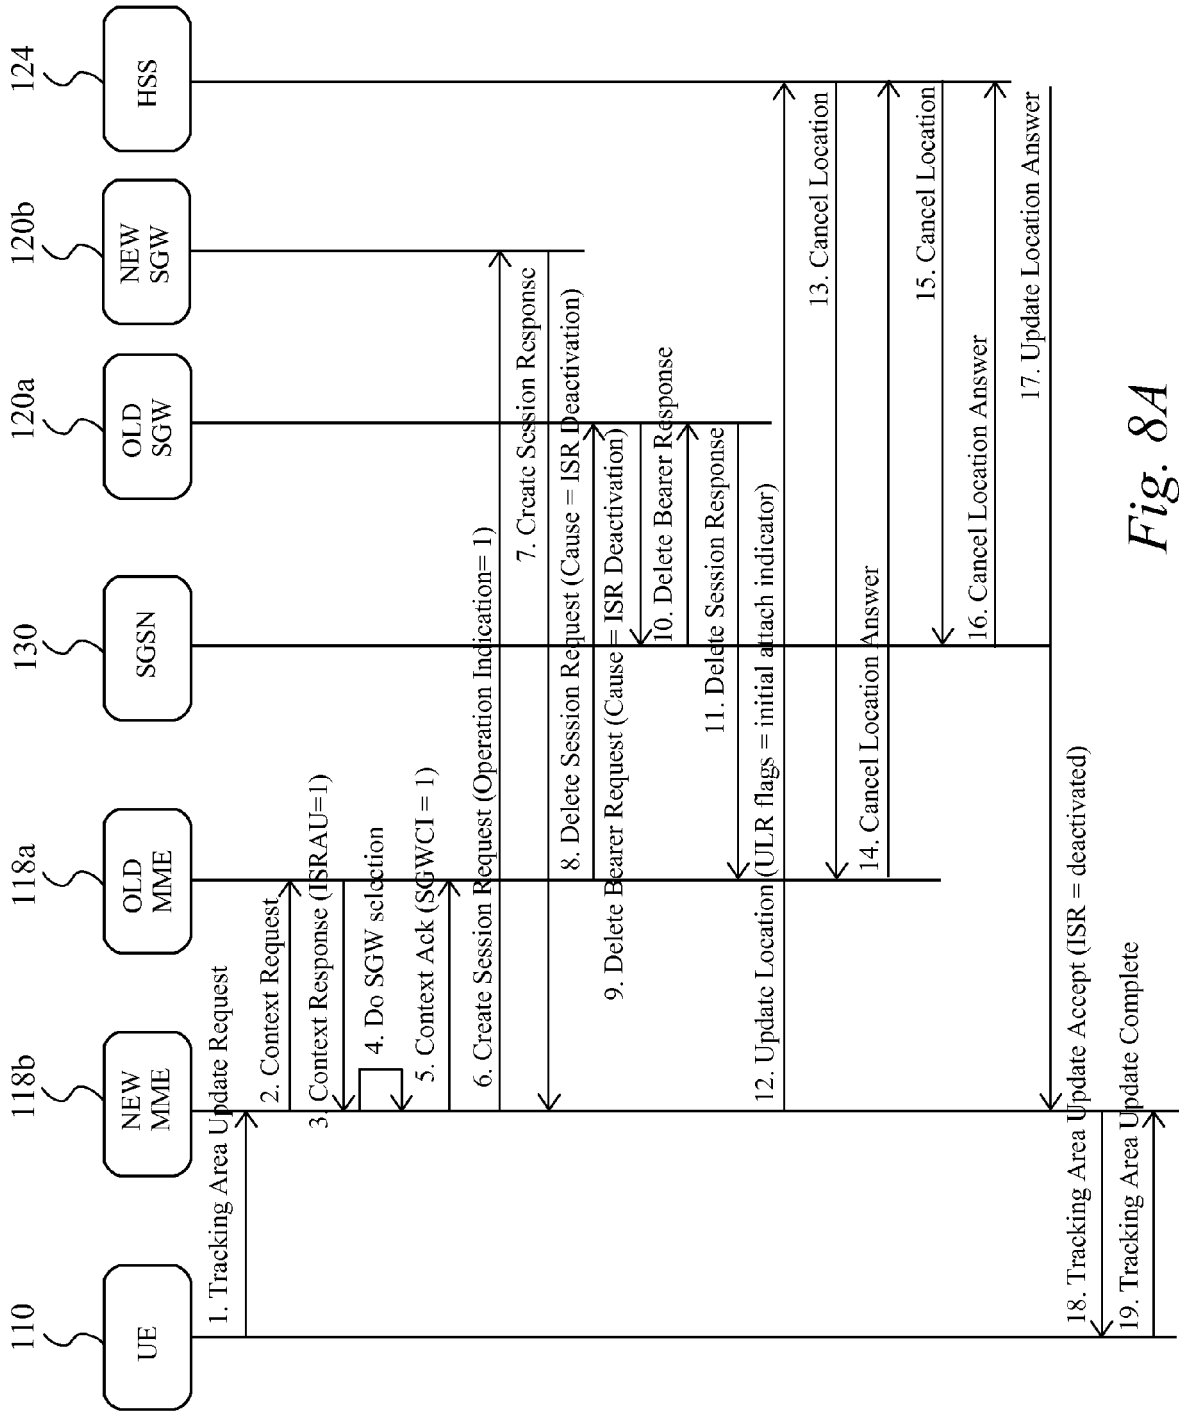 110
118b
118a
130
120a
120b
124
UE
NEW
MME
OLD
MME
SGSN
OLD
SGW
NEW
SGW
HSS
1. Tracking Area Update Request
2. Context Request
3. Context Response (ISRAU=1)
4. Do SGW selection
5. Context Ack (SGWCI = 1)
6. Create Session Request (Operation Indication= 1)
7. Create Session Response
8. Delete Session Request (Cause = ISR Deactivation)
9. Delete Bearer Request (Cause = ISR Deactivation)
10. Delete Bearer Response
11. Delete Session Response
12. Update Location (ULR flags = initial attach indicator)
13. Cancel Location
14. Cancel Location Answer
15. Cancel Location
16. Cancel Location Answer
17. Update Location Answer
18. Tracking Area Update Accept (ISR = deactivated)
19. Tracking Area Update Complete
Fig. 8A